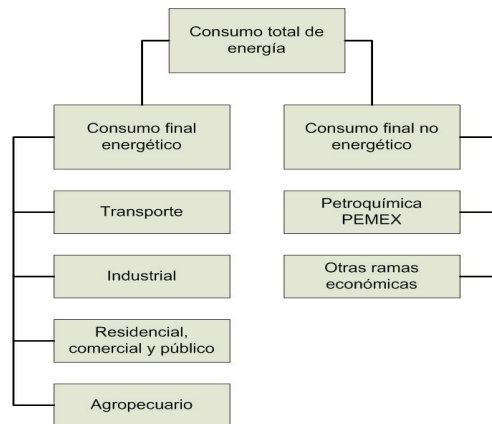 Consumo total de
energía
Consumo final
energético
Consumo final no
energético
Transporte
Petroquímica
PEMEX
Industrial
Otras ramas
económicas
Residencial,
comercial y público
Agropecuario